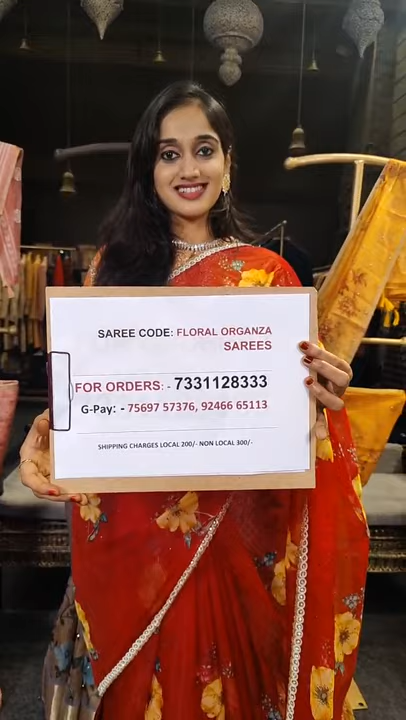 SAREE CODE: FLORAL ORGANZA
SAREES
FOR ORDERS: - 7331128333
G-Pay: - 75697 57376, 92466 65113
SHIPPING CHARGES LOCAL 200/- NON LOCAL 300/-